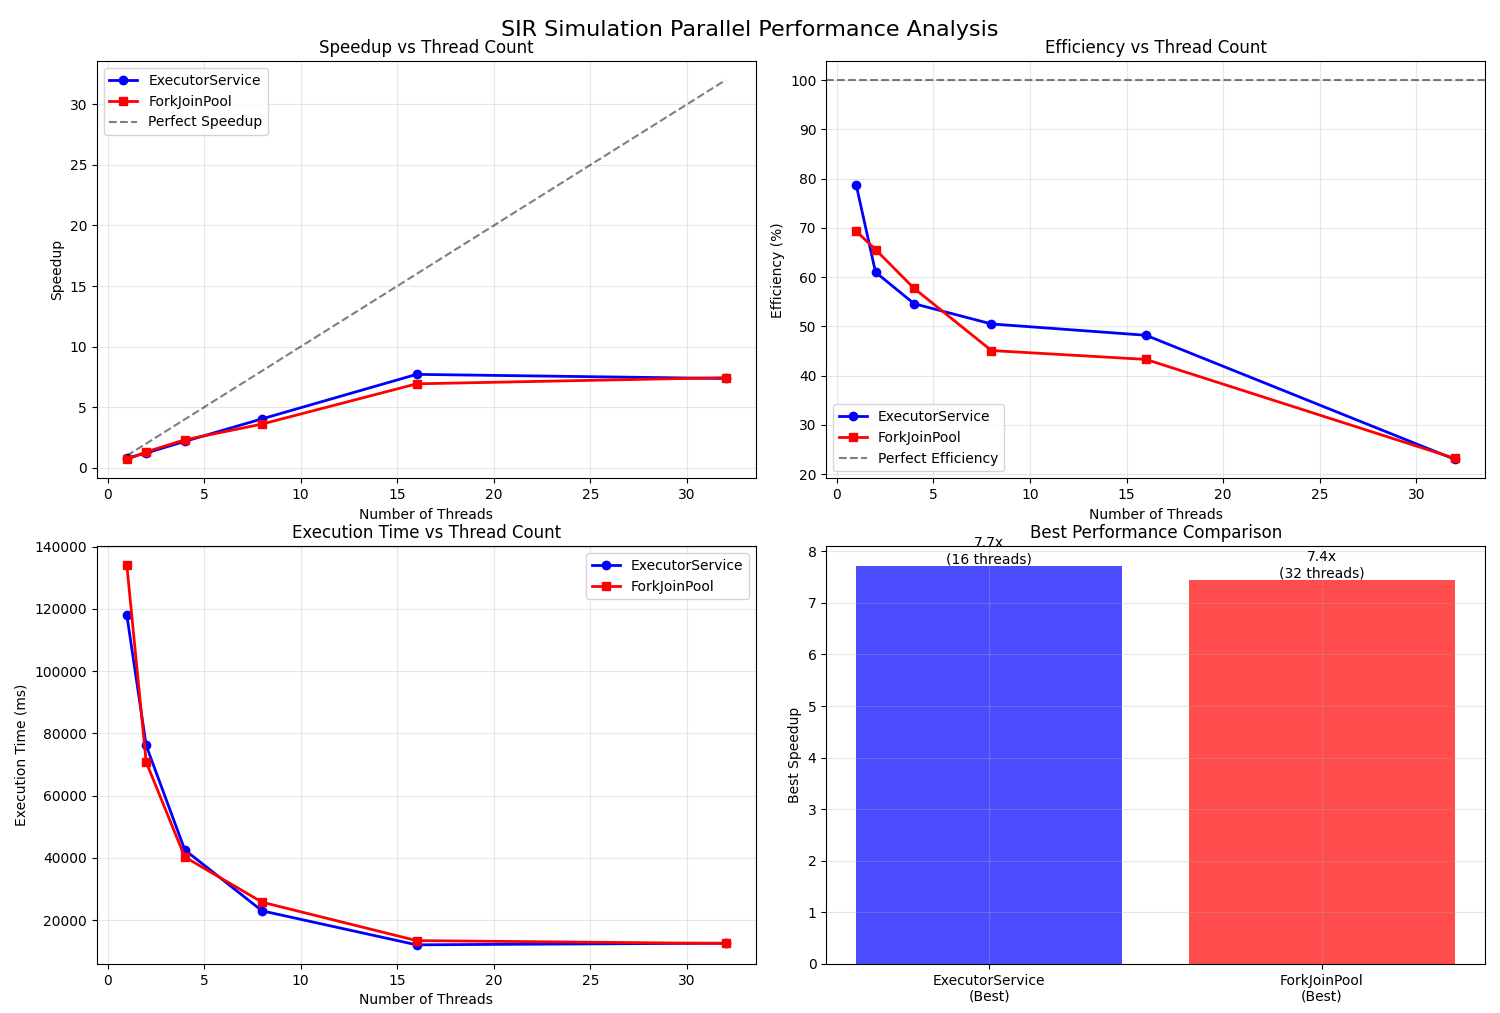 SIR Simulation Parallel Performance Analysis
Speedup vs Thread Count
ExecutorService
ForkJoinPool
Perfect Speedup
30
25
20
15
10
5
0
Speedup
0 5 10 15 20 25 30
Number of Threads
Efficiency vs Thread Count
100
90
80
70
60
50
40
30
20
Efficiency (%)
ExecutorService
ForkJoinPool
Perfect Efficiency
0 5 10 15 20 25 30
Number of Threads
Execution Time vs Thread Count
ExecutorService
ForkJoinPool
140000
120000
100000
80000
60000
40000
20000
Execution Time (ms)
0 5 10 15 20 25 30
Number of Threads
Best Performance Comparison
7.7x
(16 threads)
7.4x
(32 threads)
8
7
6
5
4
3
2
1
0
Best Speedup
ExecutorService
(Best)
ForkJoinPool
(Best)